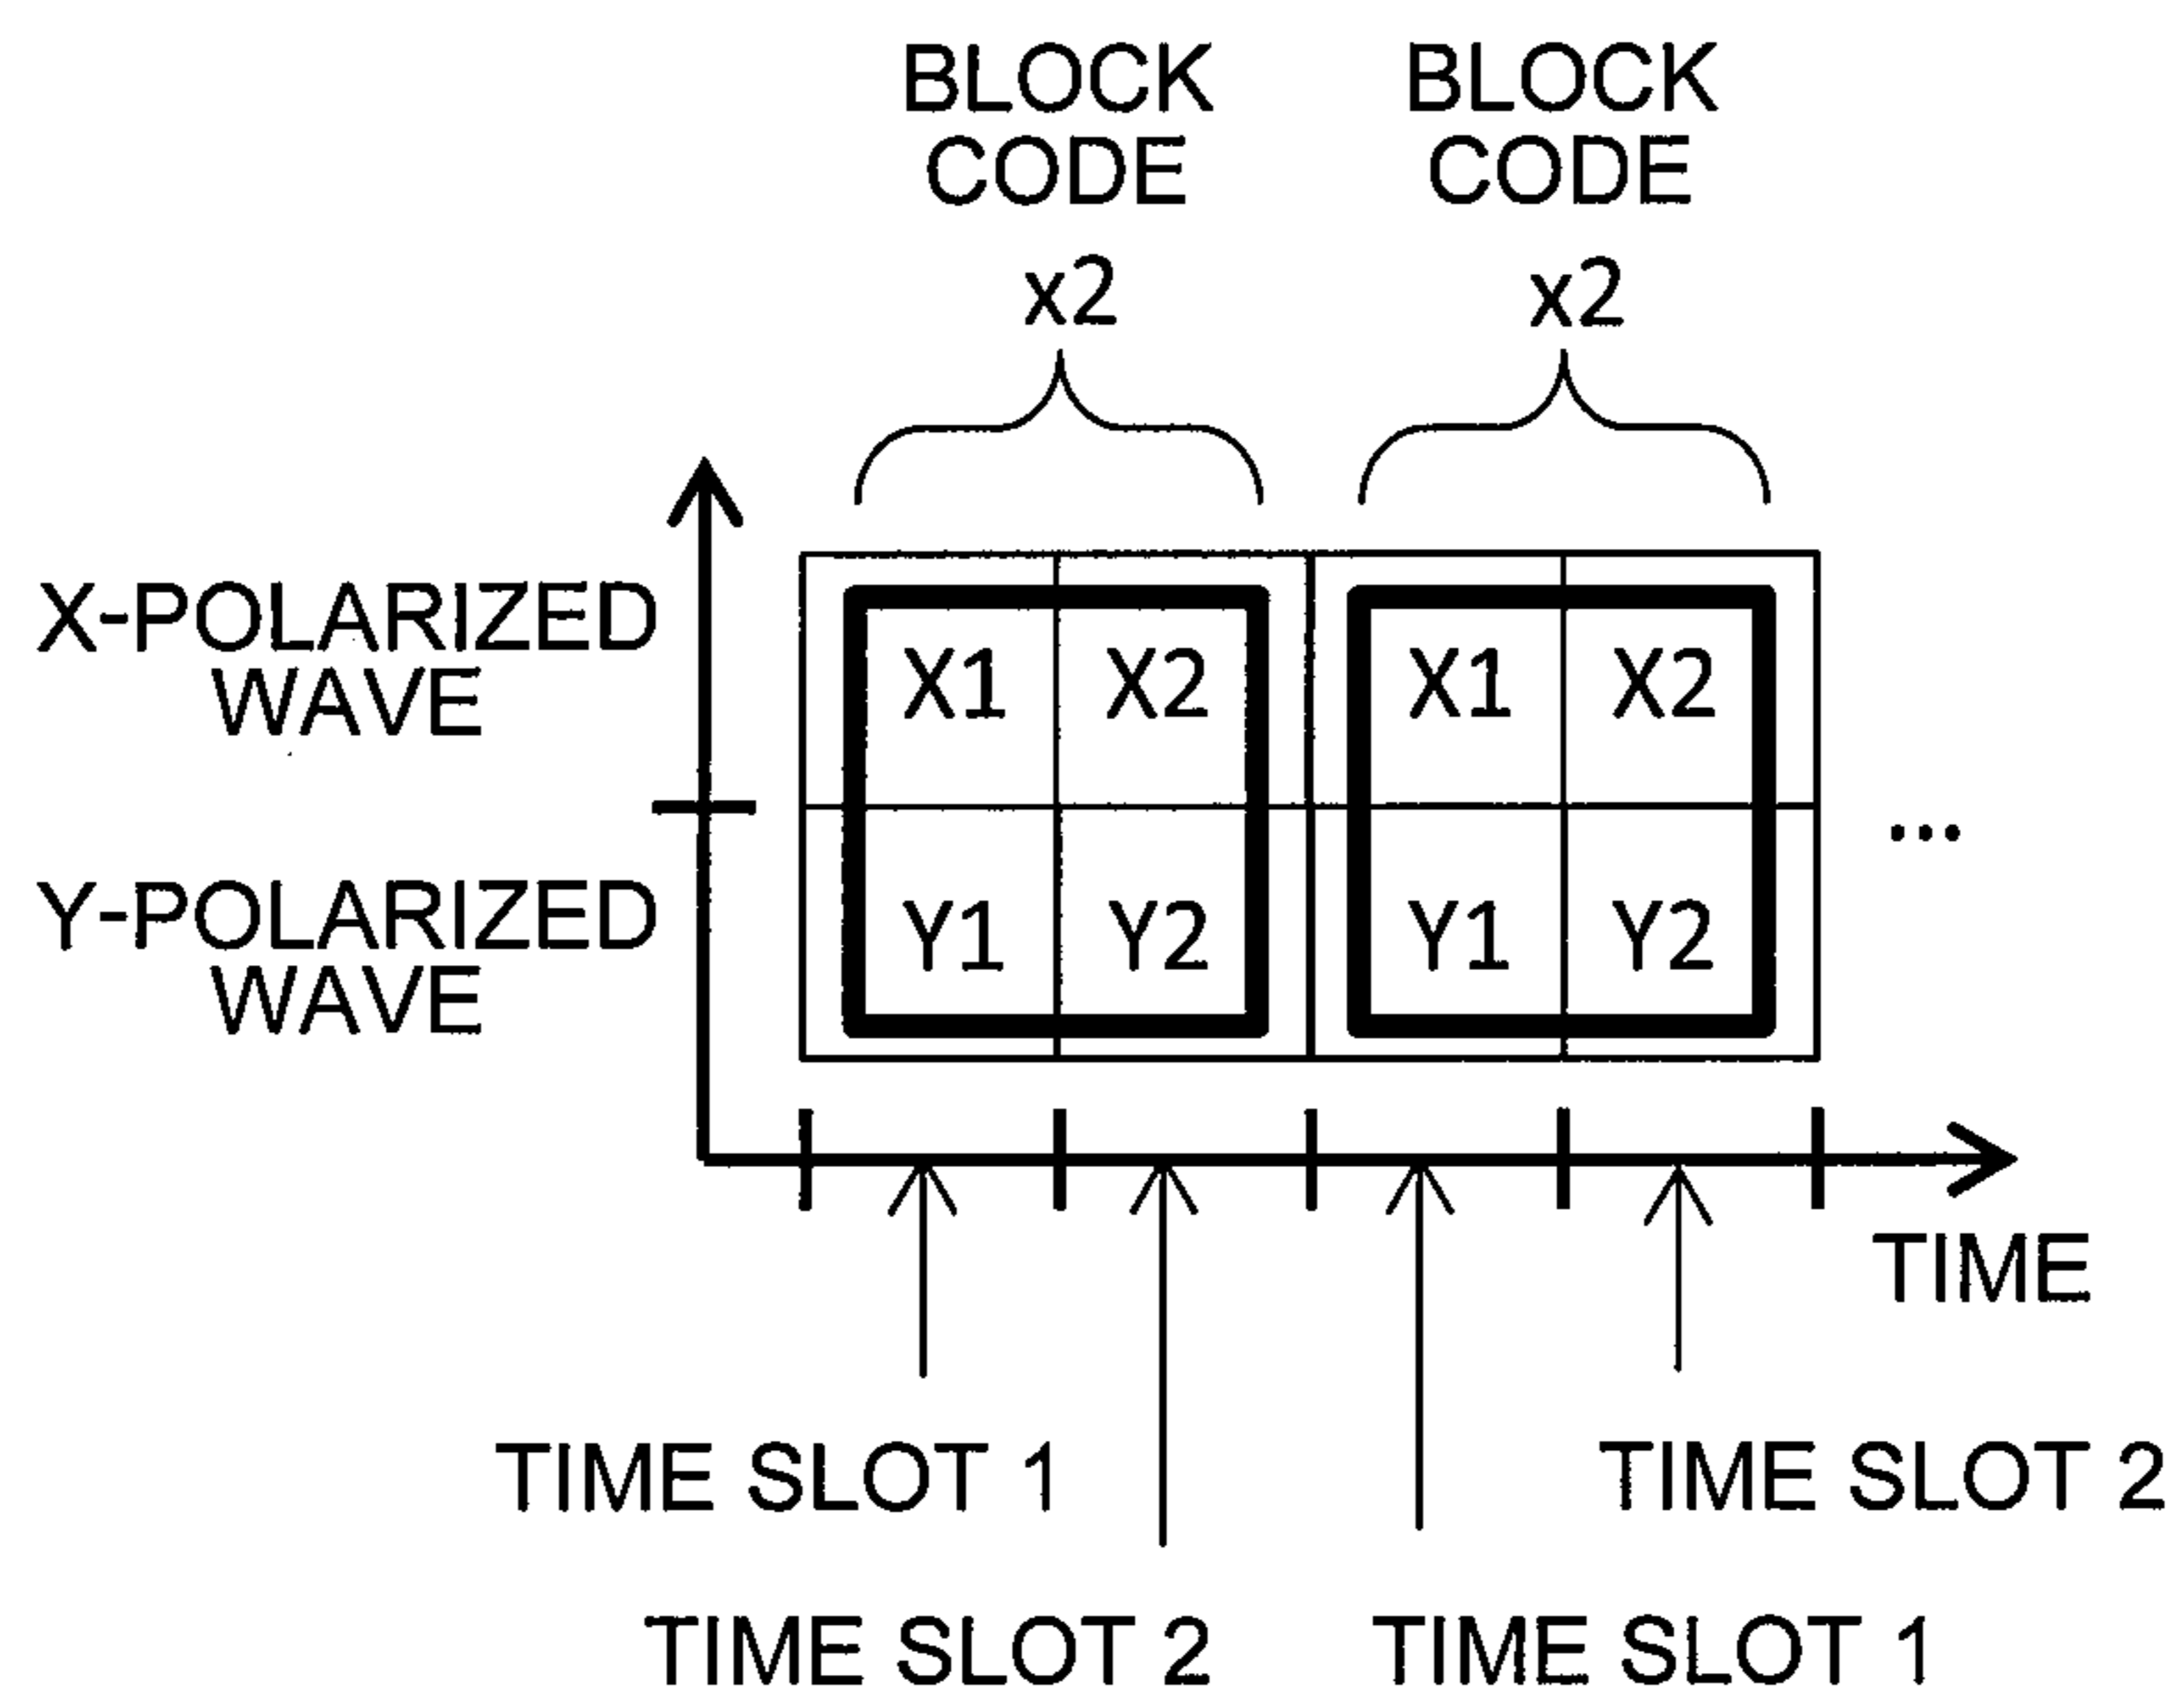 BLOCK
CODE
x2
BLOCK
CODE
x2
X-POLARIZED
WAVE
X1 X2 X1 X2
Y-POLARIZED
WAVE
Y1 Y2 Y1 Y2
...
TIME
TIME SLOT 1
TIME SLOT 2
TIME SLOT 2
TIME SLOT 1